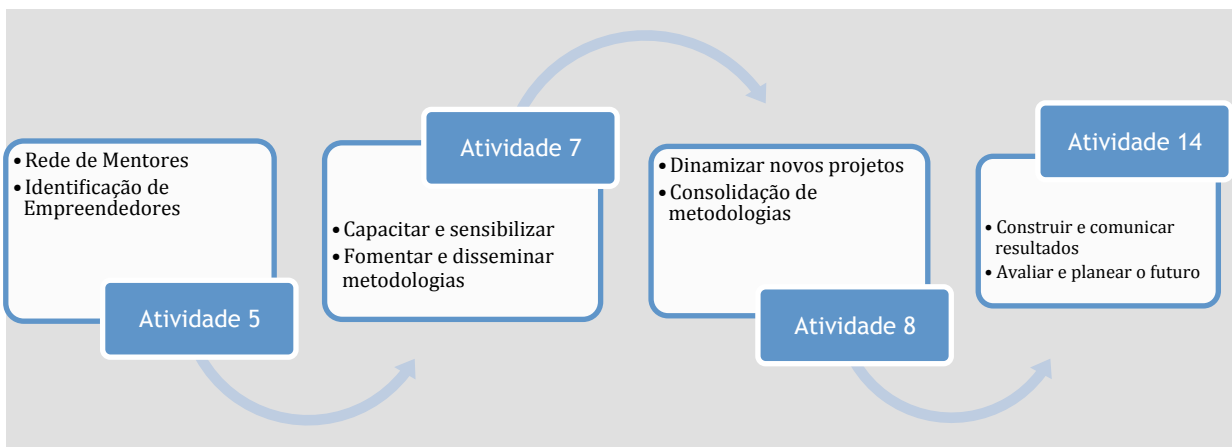 • Rede de Mentores
• Identificação de
Empreendedores
Atividade 5
Atividade 7
• Capacitar e sensibilizar
• Fomentar e disseminar
metodologias
• Dinamizar novos projetos
• Consolidação de
metodologias
Atividade 8
Atividade 14
• Construir e comunicar
resultados
• Avaliar e planear o futuro